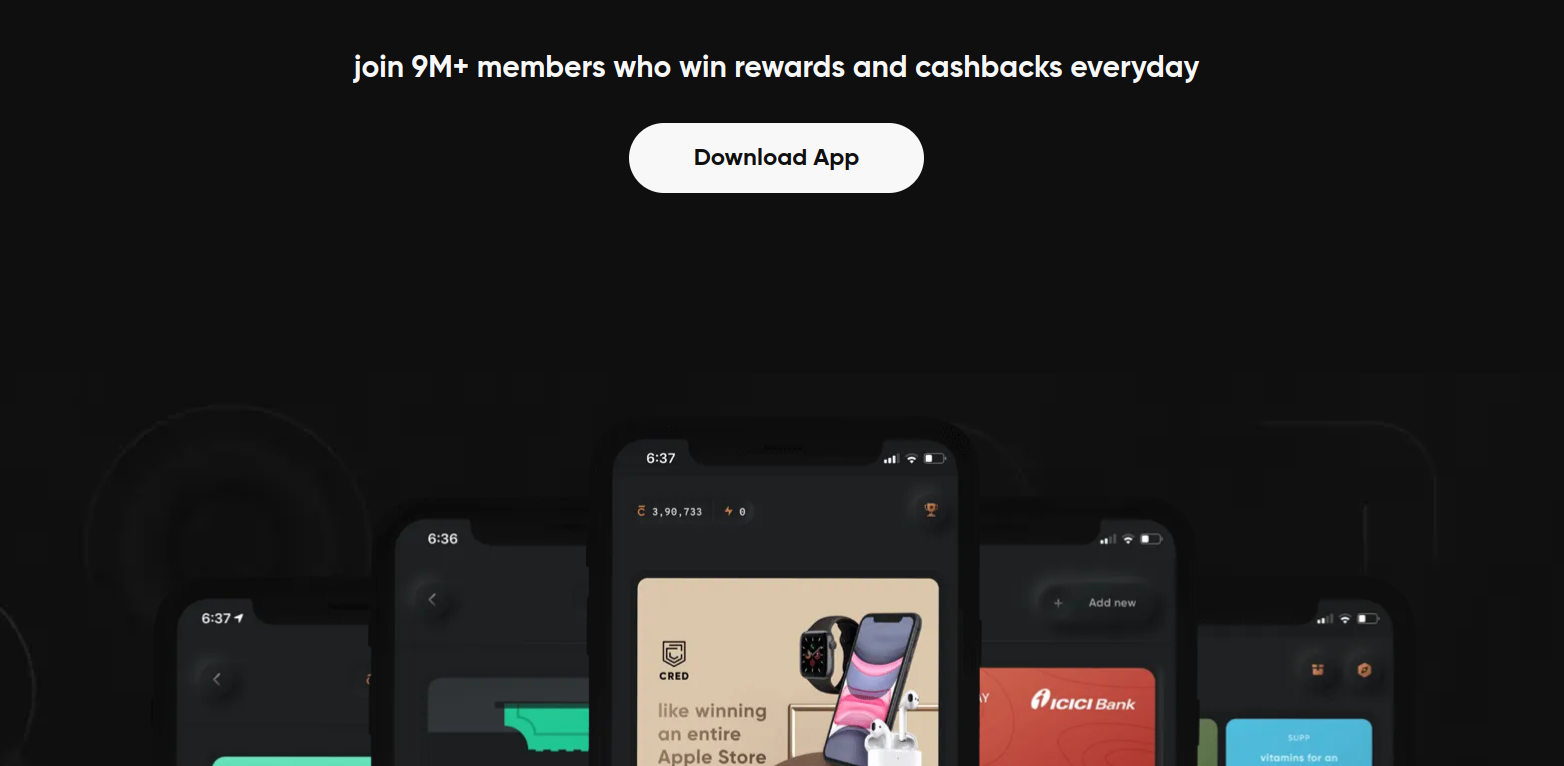 join 9M+ members who win rewards and cashbacks everyday
Download App
6:37
3,90,733 0
6:36
Add new
6:37
CRED
ICICI Bank
like winning
an entire
Apple Store
SUPP
vitamins for an